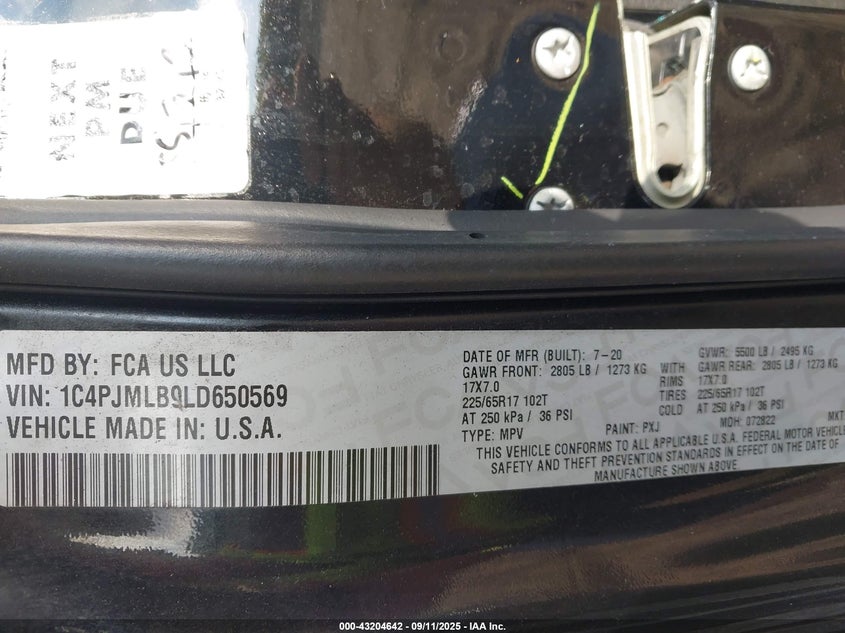 NEXT
PM
DUE
MFD BY: FCA US LLC
VIN: 1C4PJMLB9LD650569
VEHICLE MADE IN: U.S.A.
DATE OF MFR (BUILT): 7-20 GVWR: 5500 LB / 2495 KG
GAWR FRONT: 2805 LB / 1273 KG WITH GAWR REAR: 2805 LB / 1273 KG
17X7.0 RIMS 17X7.0
225/65R17 102T TIRES 225/65R17 102T
AT 250 kPa / 36 PSI COLD AT 250 kPa / 36 PSI
TYPE: MPV PAINT: PXJ MDH: 072822 MKT
THIS VEHICLE CONFORMS TO ALL APPLICABLE U.S.A. FEDERAL MOTOR VEHICLE
SAFETY AND THEFT PREVENTION STANDARDS IN EFFECT ON THE DATE OF
MANUFACTURE SHOWN ABOVE
000-43204642 - 09/11/2025 - IAA Inc.